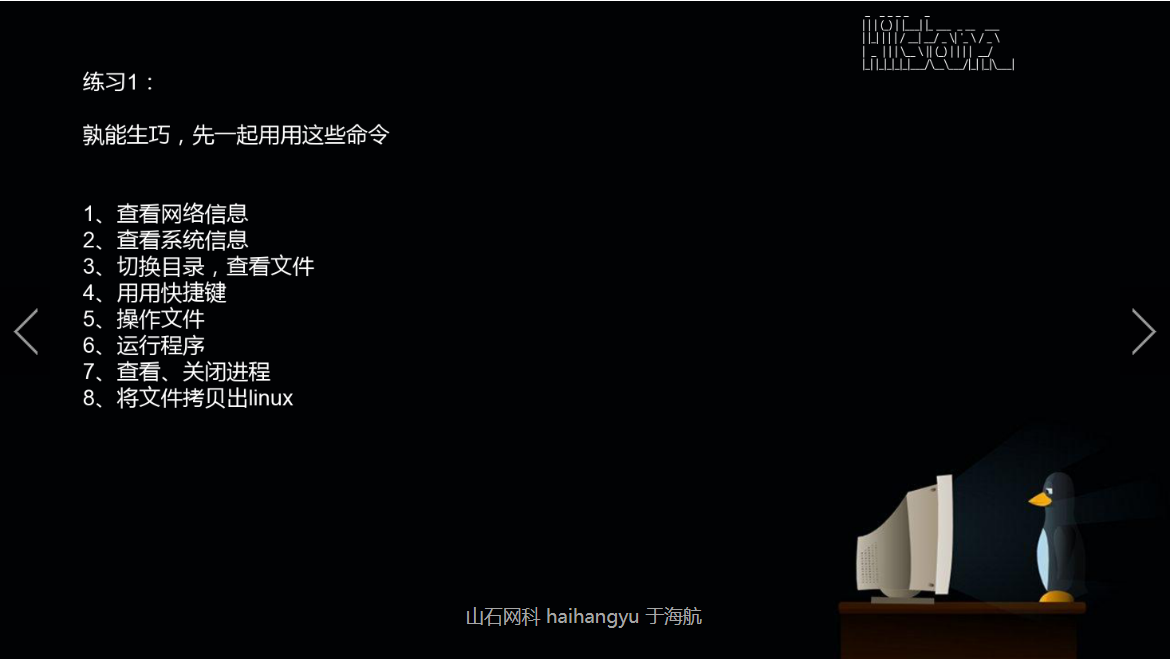 练习1：
孰能生巧，先一起用用这些命令
1、查看网络信息
2、查看系统信息
3、切换目录，查看文件
4、用用快捷键
5、操作文件
6、运行程序
7、查看、关闭进程
8、将文件拷贝出linux
山石网科 haihangyu 于海航